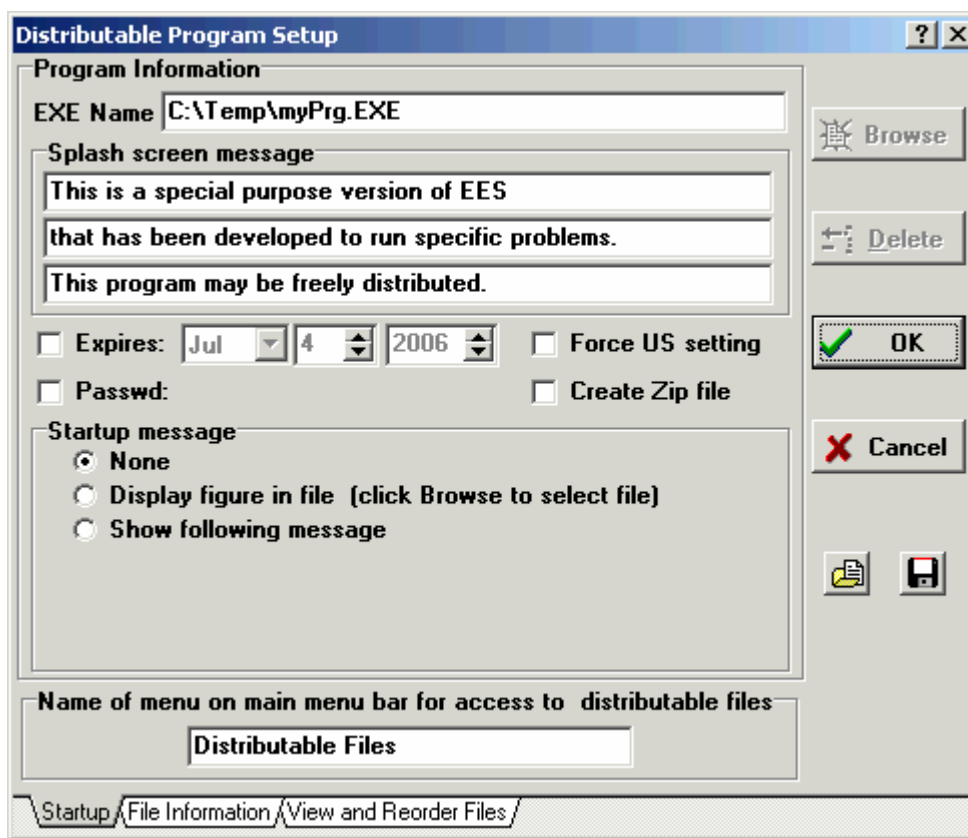 Distributable Program Setup
Program Information
EXE Name C:\Temp\myPrg.EXE
Browse
Splash screen message
This is a special purpose version of EES
that has been developed to run specific problems.
Delete
This program may be freely distributed.
Expires: Jul 4 2006 Force US setting
OK
Passwd: Create Zip file
Startup message
None
Cancel
Display figure in file (click Browse to select file)
Show following message
Name of menu on main menu bar for access to distributable files
Distributable Files
Startup File Information View and Reorder Files